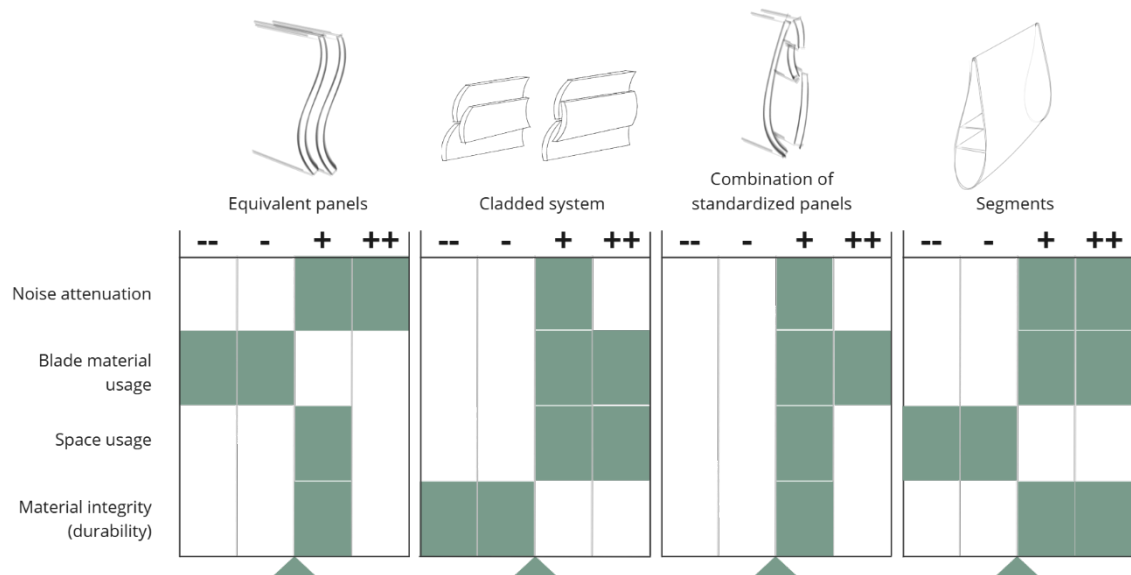 Equivalent panels
Cladded system
Combination of
standardized panels
Segments
-- - + ++ -- - + ++ -- - + ++ -- - + ++
Noise attenuation
Blade material
usage
Space usage
Material integrity
(durability)